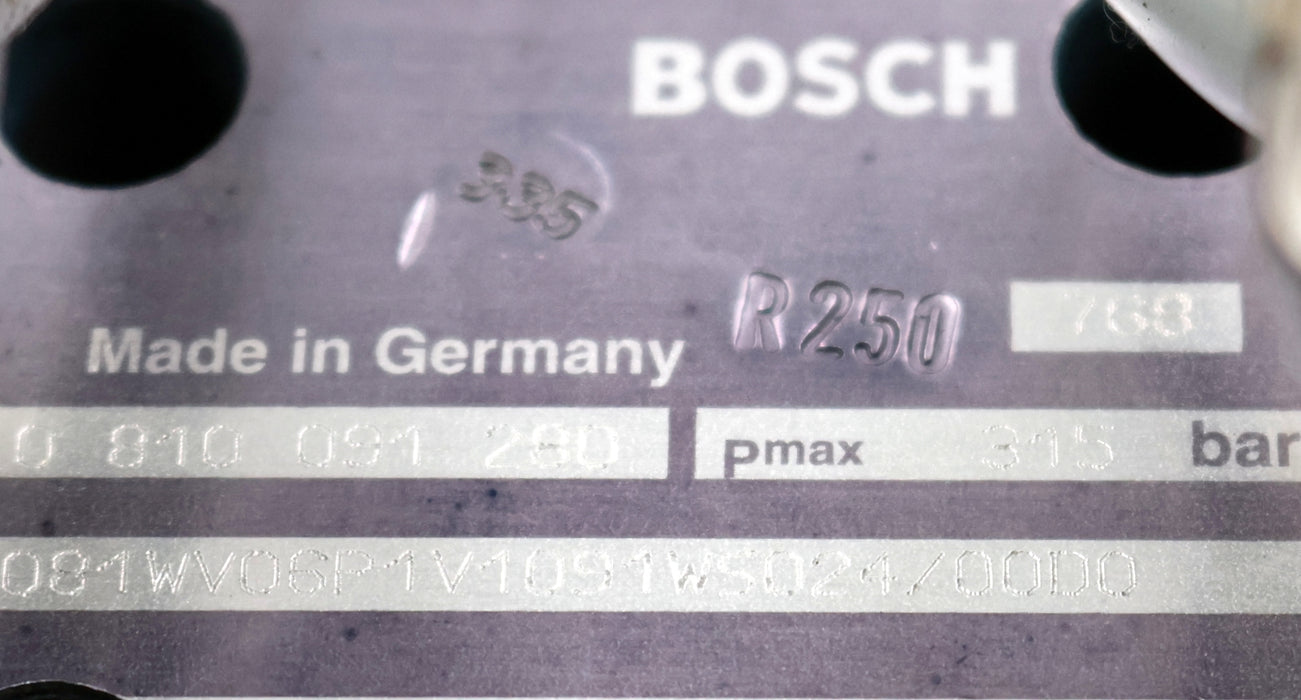 BOSCH
335
R250
768
Made in Germany
0 810 091 280
pmax 315 bar
081WV06P1V1091WS024/00D0